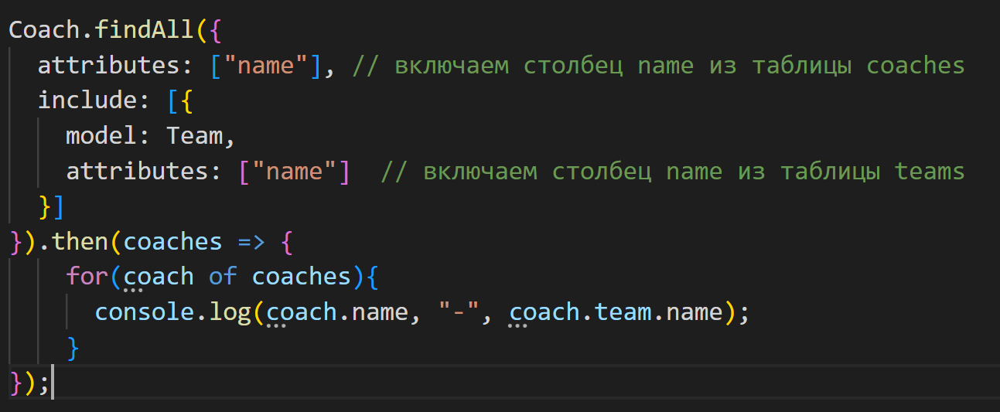 Coach.findAll({
  attributes: ["name"], // включаем столбец name из таблицы coaches
  include: [{
    model: Team,
    attributes: ["name"]  // включаем столбец name из таблицы teams
  }]
}).then(coaches => {
    for(coach of coaches){
      console.log(coach.name, "-", coach.team.name);
    }
});